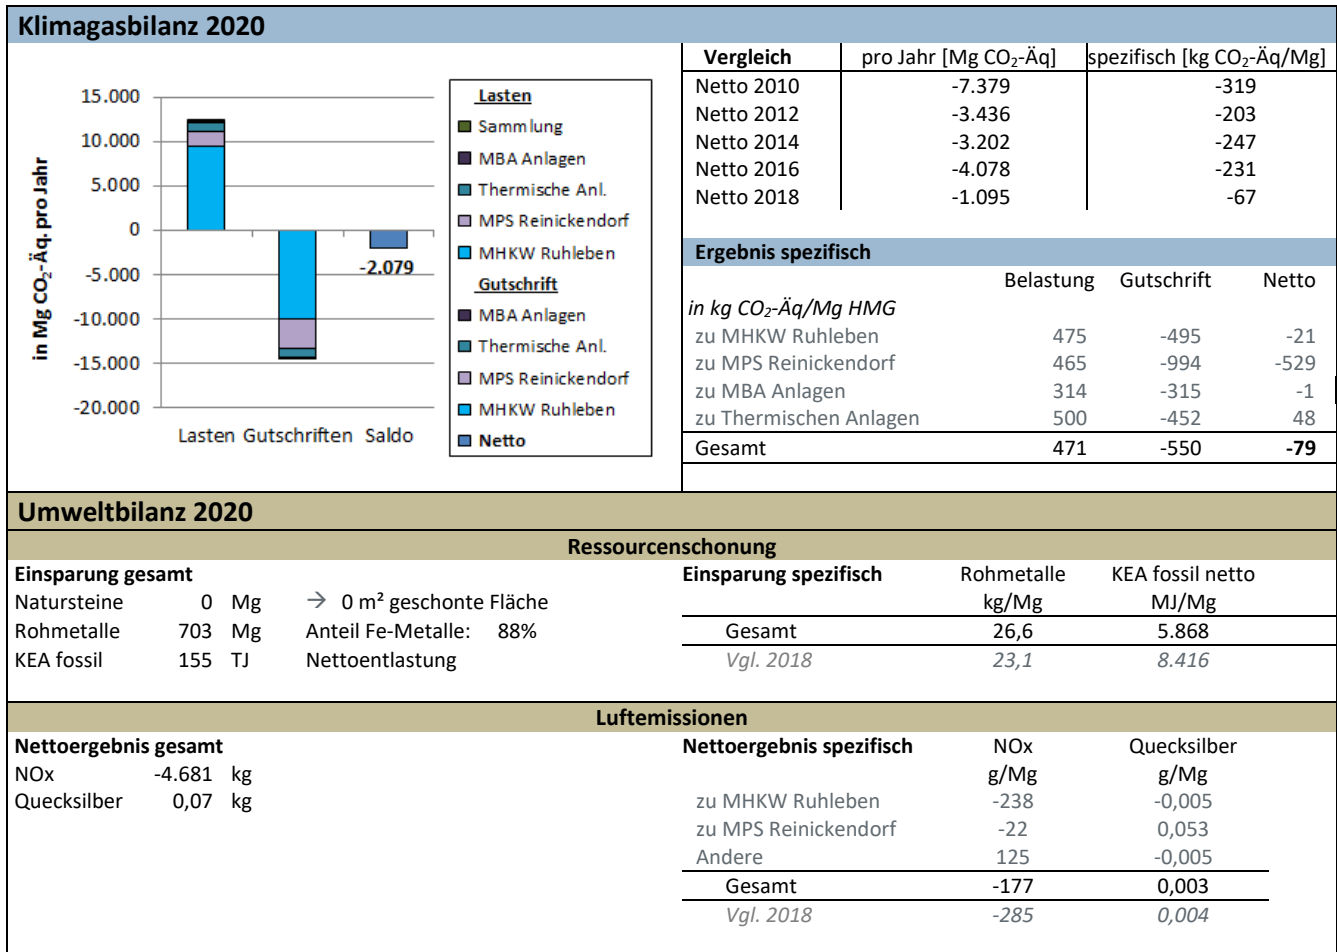 Klimagasbilanz 2020
15.000
10.000
5.000
0
-5.000
-10.000
-15.000
-20.000
in Mg CO₂-Äq. pro Jahr
-2.079
Lasten Gutschriften Saldo
Lasten
Sammlung
MBA Anlagen
Thermische Anl.
MPS Reinickendorf
MHKW Ruhleben
Gutschrift
MBA Anlagen
Thermische Anl.
MPS Reinickendorf
MHKW Ruhleben
Netto
Vergleich pro Jahr [Mg CO₂-Äq] spezifisch [kg CO₂-Äq/Mg]
Netto 2010 -7.379 -319
Netto 2012 -3.436 -203
Netto 2014 -3.202 -247
Netto 2016 -4.078 -231
Netto 2018 -1.095 -67
Ergebnis spezifisch
Belastung Gutschrift Netto
in kg CO₂-Äq/Mg HMG
zu MHKW Ruhleben 475 -495 -21
zu MPS Reinickendorf 465 -994 -529
zu MBA Anlagen 314 -315 -1
zu Thermischen Anlagen 500 -452 48
Gesamt 471 -550 -79
Umweltbilanz 2020
Ressourcenschonung
Einsparung gesamt
Natursteine 0 Mg → 0 m² geschonte Fläche
Rohmetalle 703 Mg Anteil Fe-Metalle: 88%
KEA fossil 155 TJ Nettoentlastung
Einsparung spezifisch Rohmetalle KEA fossil netto
kg/Mg MJ/Mg
Gesamt 26,6 5.868
Vgl. 2018 23,1 8.416
Luftemissionen
Nettoergebnis gesamt
NOx -4.681 kg
Quecksilber 0,07 kg
Nettoergebnis spezifisch NOx Quecksilber
g/Mg g/Mg
zu MHKW Ruhleben -238 -0,005
zu MPS Reinickendorf -22 0,053
Andere 125 -0,005
Gesamt -177 0,003
Vgl. 2018 -285 0,004